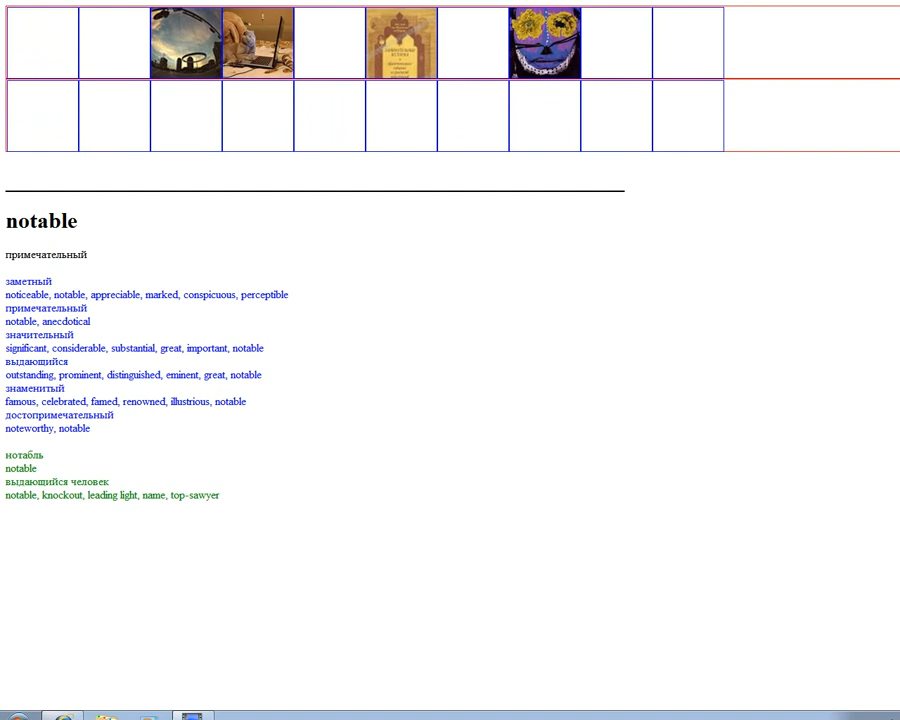 notable
примечательный
заметный
noticeable, notable, appreciable, marked, conspicuous, perceptible
примечательный
notable, anecdotical
значительный
significant, considerable, substantial, great, important, notable
выдающийся
outstanding, prominent, distinguished, eminent, great, notable
знаменитый
famous, celebrated, famed, renowned, illustrious, notable
достопримечательный
noteworthy, notable
нотабль
notable
выдающийся человек
notable, knockout, leading light, name, top-sawyer